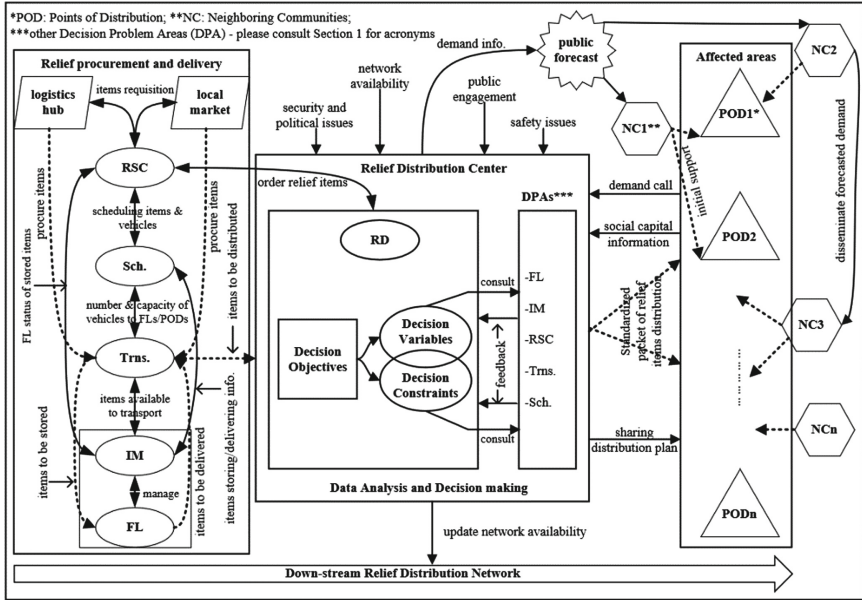 *POD: Points of Distribution; **NC: Neighboring Communities;
***other Decision Problem Areas (DPA) - please consult Section 1 for acronyms
Relief procurement and delivery
logistics
hub
items requisition
local
market
RSC
scheduling items &
vehicles
Sch.
number & capacity of
vehicles to FLs/PODs
Trns.
items available
to transport
IM
manage
FL
procure items
procure items
FL status of stored items
items to be stored
items to be delivered
items storing/delivering info.
items to be distributed
order relief items
security and
political issues
network
availability
demand info.
public
engagement
safety issues
public
forecast
Relief Distribution Center
RD
Decision
Objectives
Decision
Variables
Decision
Constraints
consult
feedback
consult
DPAs***
-FL
-IM
-RSC
-Trns.
-Sch.
Data Analysis and Decision making
update network availability
demand call
social capital
information
Standardized
packet of relief
items distribution
sharing
distribution plan
initial support
NC1**
Affected areas
POD1*
POD2
PODn
NC2
NC3
NCn
disseminate forecasted demand
Down-stream Relief Distribution Network